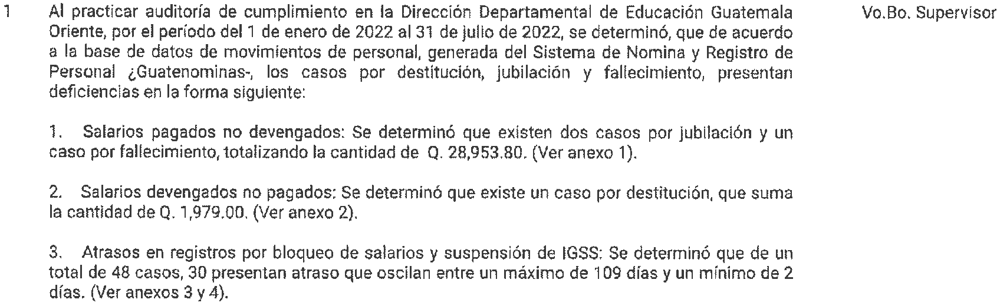 1 Al practicar auditoría de cumplimiento en la Dirección Departamental de Educación Guatemala Vo.Bo. Supervisor
Oriente, por el período del 1 de enero de 2022 al 31 de julio de 2022, se determinó, que de acuerdo
a la base de datos de movimientos de personal, generada del Sistema de Nomina y Registro de
Personal ¿Guatenominas-, los casos por destitución, jubilación y fallecimiento, presentan
deficiencias en la forma siguiente:
1. Salarios pagados no devengados: Se determinó que existen dos casos por jubilación y un
caso por fallecimiento, totalizando la cantidad de Q. 28,953.80. (Ver anexo 1).
2. Salarios devengados no pagados: Se determinó que existe un caso por destitución, que suma
la cantidad de Q. 1,979.00. (Ver anexo 2).
3. Atrasos en registros por bloqueo de salarios y suspensión de IGSS: Se determinó que de un
total de 48 casos, 30 presentan atraso que oscilan entre un máximo de 109 días y un mínimo de 2
días. (Ver anexos 3 y 4).